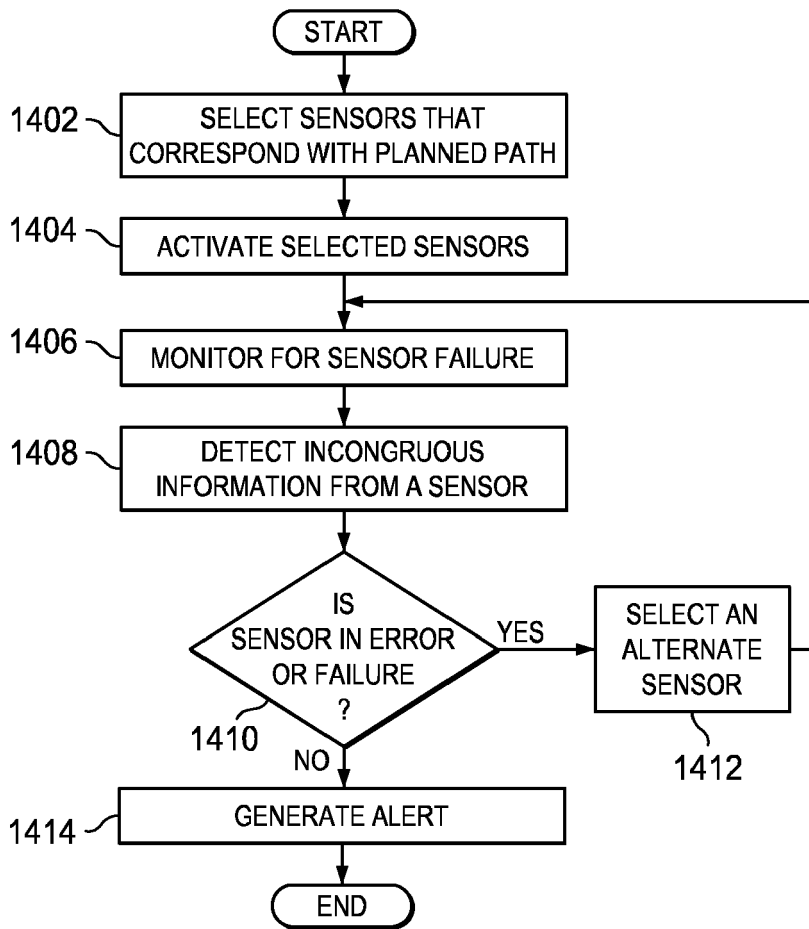 START
1402
SELECT SENSORS THAT
CORRESPOND WITH PLANNED PATH
1404
ACTIVATE SELECTED SENSORS
1406
MONITOR FOR SENSOR FAILURE
1408
DETECT INCONGRUOUS
INFORMATION FROM A SENSOR
IS
SENSOR IN ERROR
OR FAILURE
?
1410
YES
SELECT AN
ALTERNATE
SENSOR
1412
NO
1414
GENERATE ALERT
END